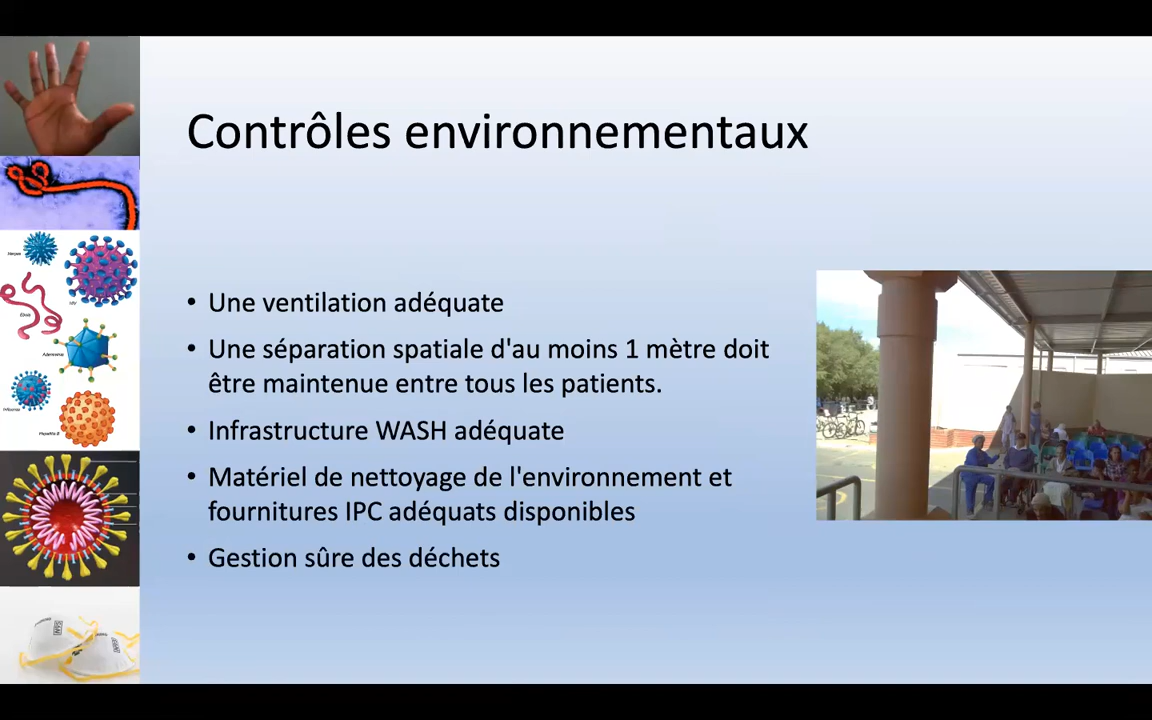 Contrôles environnementaux
• Une ventilation adéquate
• Une séparation spatiale d'au moins 1 mètre doit
être maintenue entre tous les patients.
• Infrastructure WASH adéquate
• Matériel de nettoyage de l'environnement et
fournitures IPC adéquats disponibles
• Gestion sûre des déchets